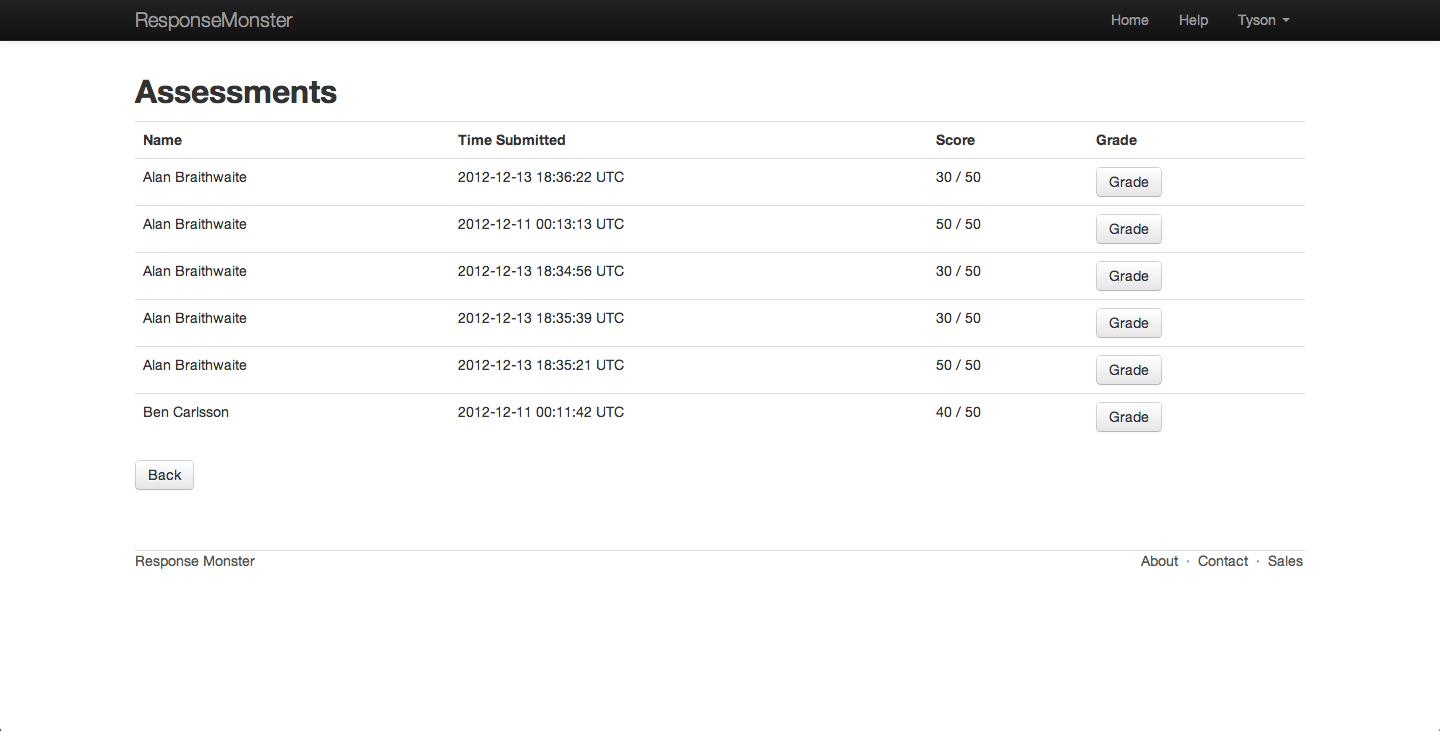 ResponseMonster Home Help Tyson
Assessments
Name Time Submitted Score Grade
Alan Braithwaite 2012-12-13 18:36:22 UTC 30 / 50 Grade
Alan Braithwaite 2012-12-11 00:13:13 UTC 50 / 50 Grade
Alan Braithwaite 2012-12-13 18:34:56 UTC 30 / 50 Grade
Alan Braithwaite 2012-12-13 18:35:39 UTC 30 / 50 Grade
Alan Braithwaite 2012-12-13 18:35:21 UTC 50 / 50 Grade
Ben Carlsson 2012-12-11 00:11:42 UTC 40 / 50 Grade
Back
Response Monster About · Contact · Sales